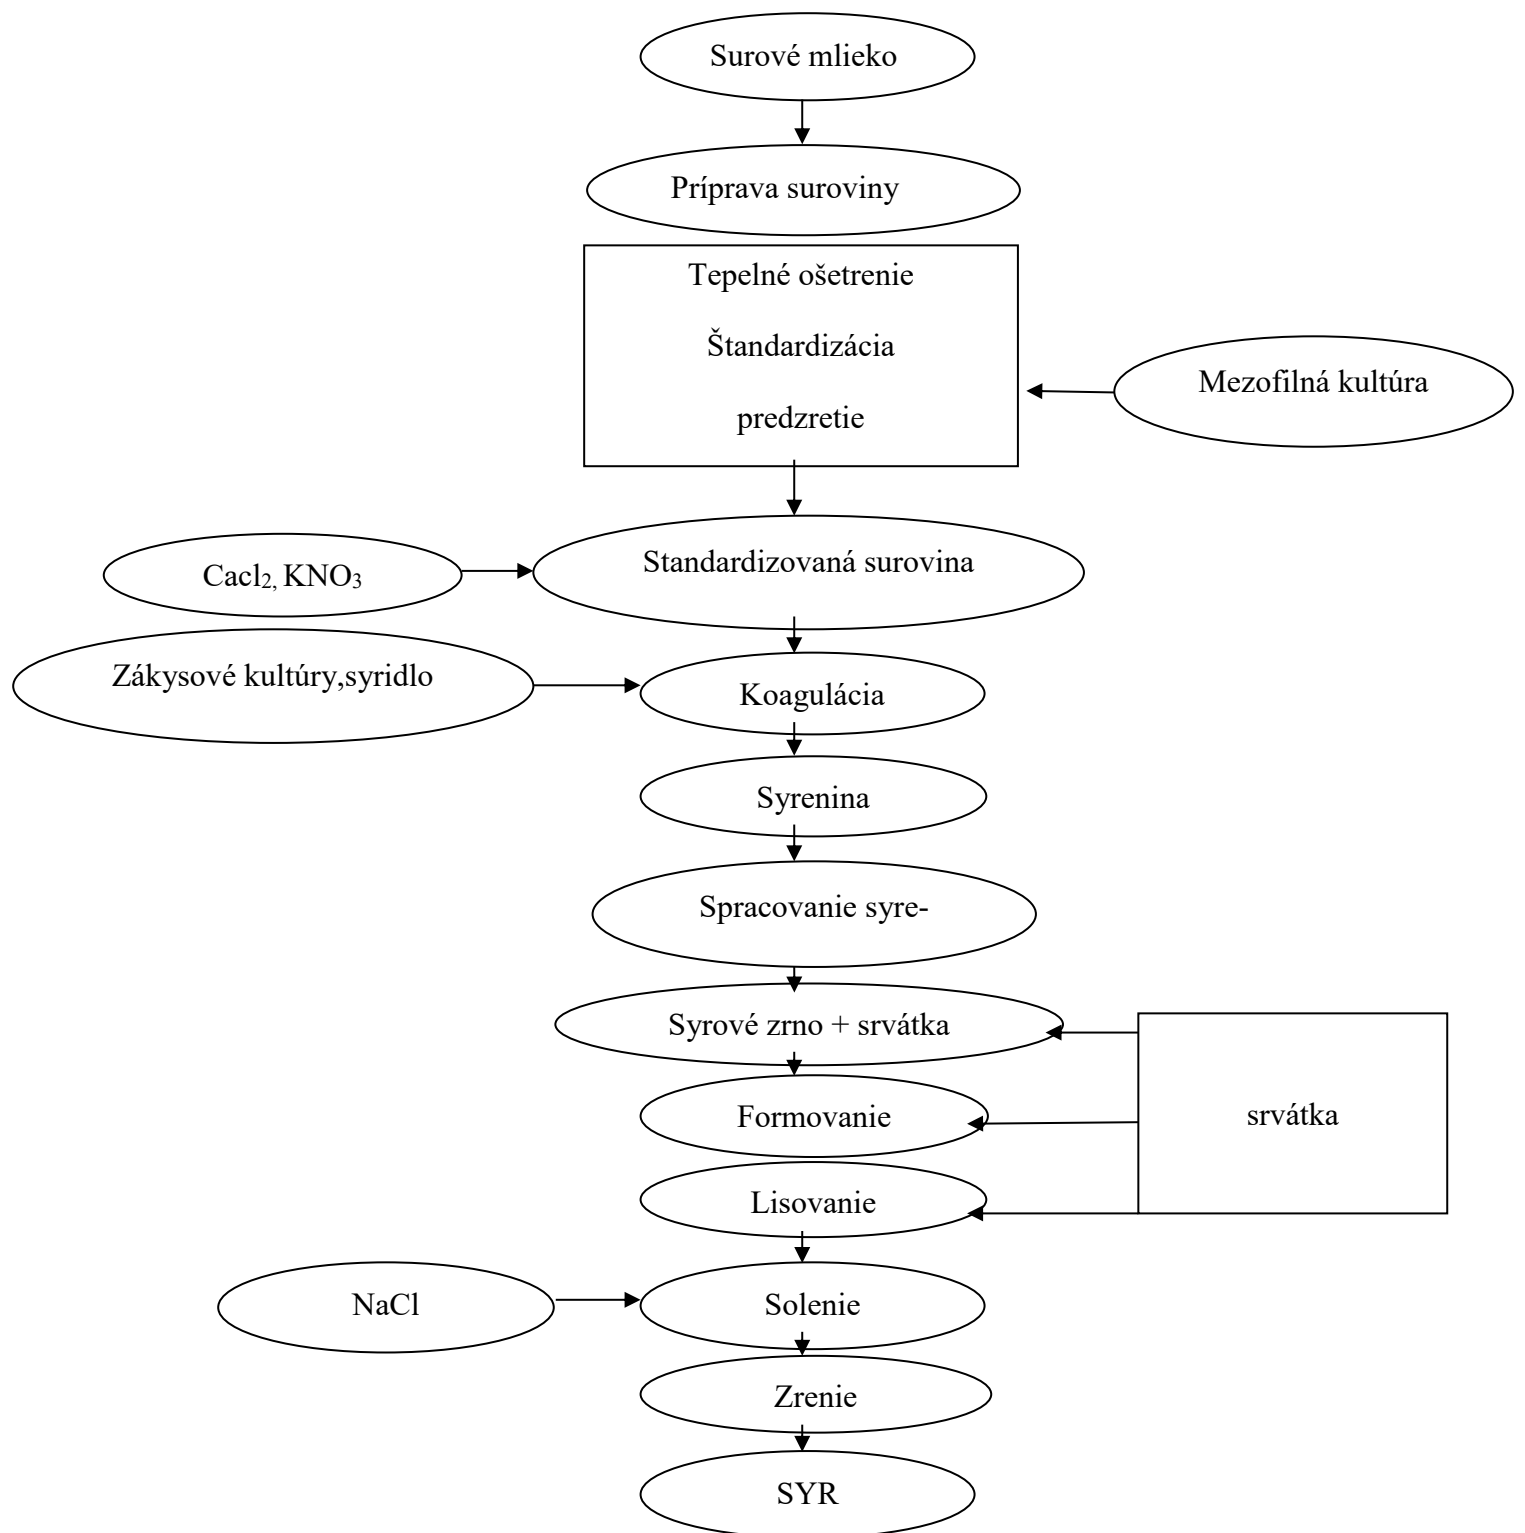 Surové mlieko
Príprava suroviny
Tepelné ošetrenie
Štandardizácia
predzretie
Mezofilná kultúra
Standardizovaná surovina
Cacl₂, KNO₃
Zákysové kultúry,syridlo
Koagulácia
Syrenina
Spracovanie syre-
Syrové zrno + srvátka
Formovanie
srvátka
Lisovanie
NaCl
Solenie
Zrenie
SYR